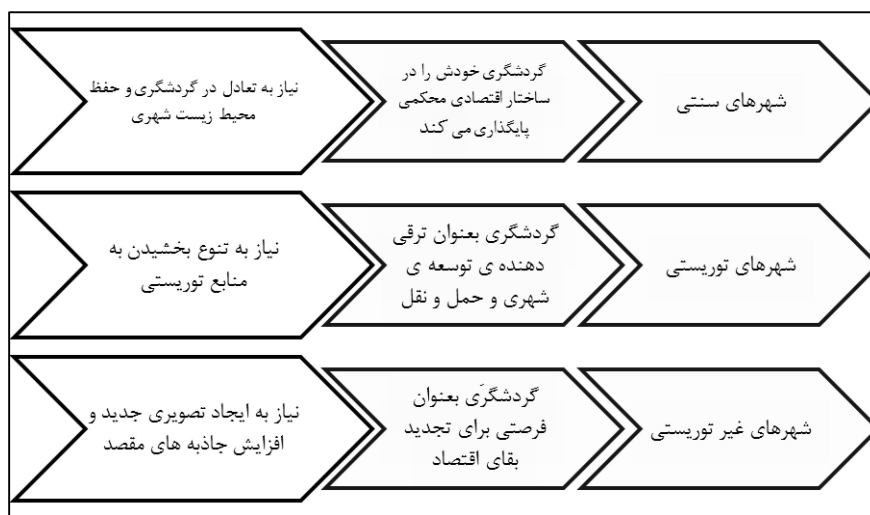 شهرهای سنتی
گردشگری خودش را در
ساختار اقتصادی محکمی
پایگذاری می کند
نیاز به تعادل در گردشگری و حفظ
محیط زیست شهری
شهرهای توریستی
گردشگری بعنوان ترقی
دهنده ی توسعه ی
شهری و حمل و نقل
نیاز به تنوع بخشیدن به
منابع توریستی
شهرهای غیر توریستی
گردشگَری بعنوان
فرصتی برای تجدید
بقای اقتصاد
نیاز به ایجاد تصویری جدید و
افزایش جاذبه های مقصد